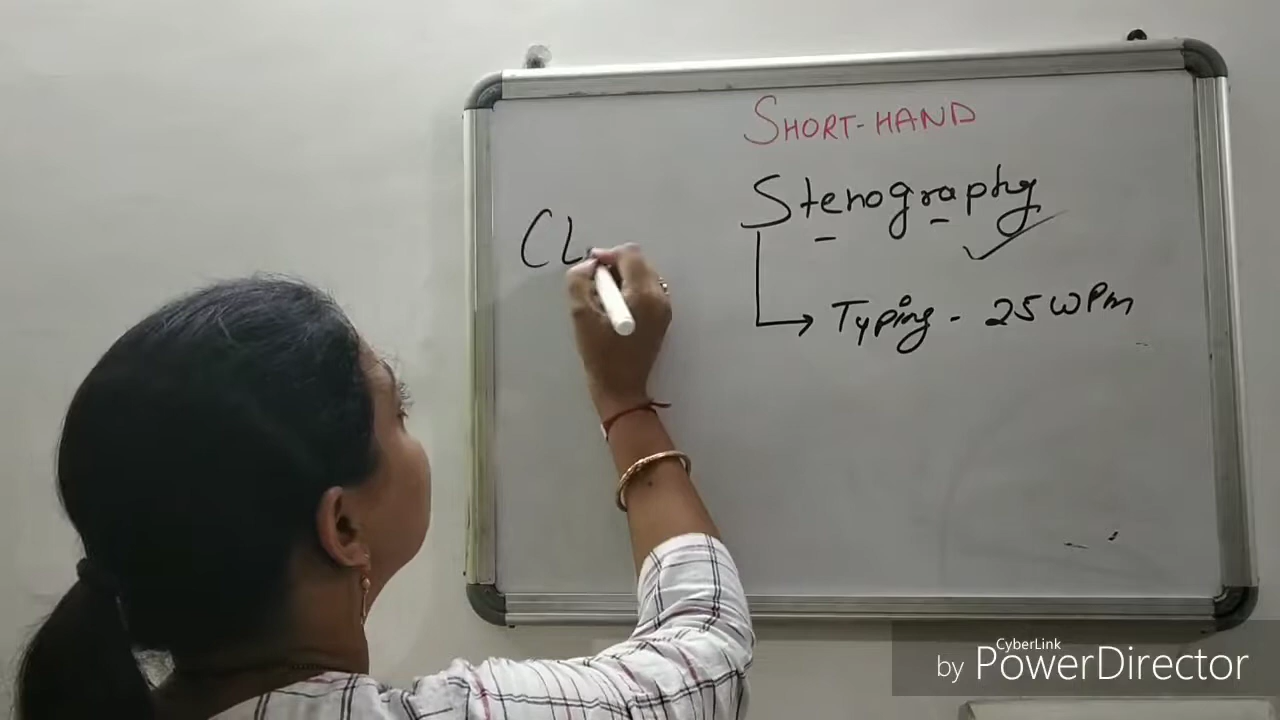 SHORT-HAND
Stenography
CL
Typing - 25 WPm
CyberLink
by PowerDirector